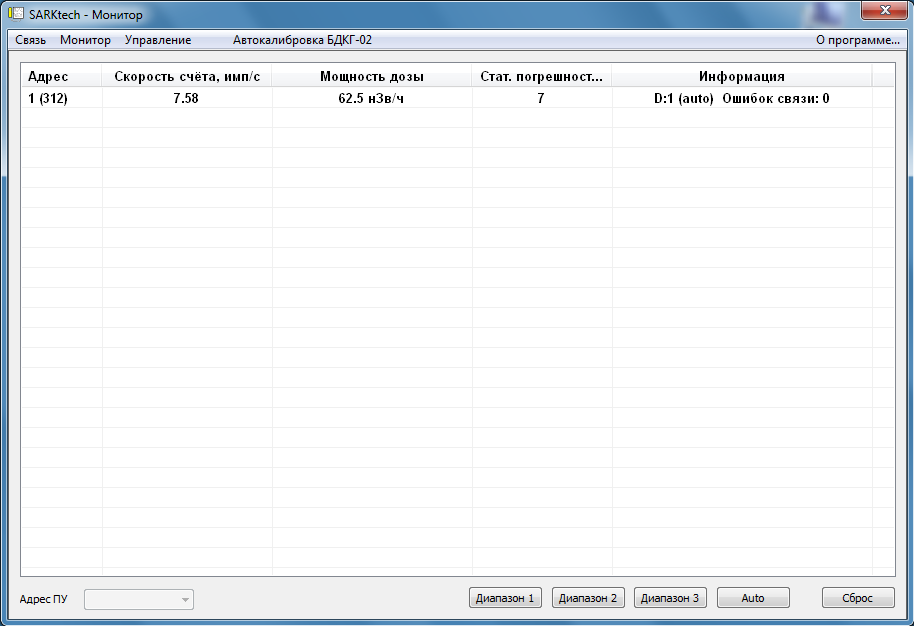 SARKtech - Монитор
Связь Монитор Управление Автокалибровка БДКГ-02 О программе...
Адрес Скорость счёта, имп/с Мощность дозы Стат. погрешност... Информация
1 (312) 7.58 62.5 нЗв/ч 7 D:1 (auto) Ошибок связи: 0
Адрес ПУ Диапазон 1 Диапазон 2 Диапазон 3 Auto Сброс